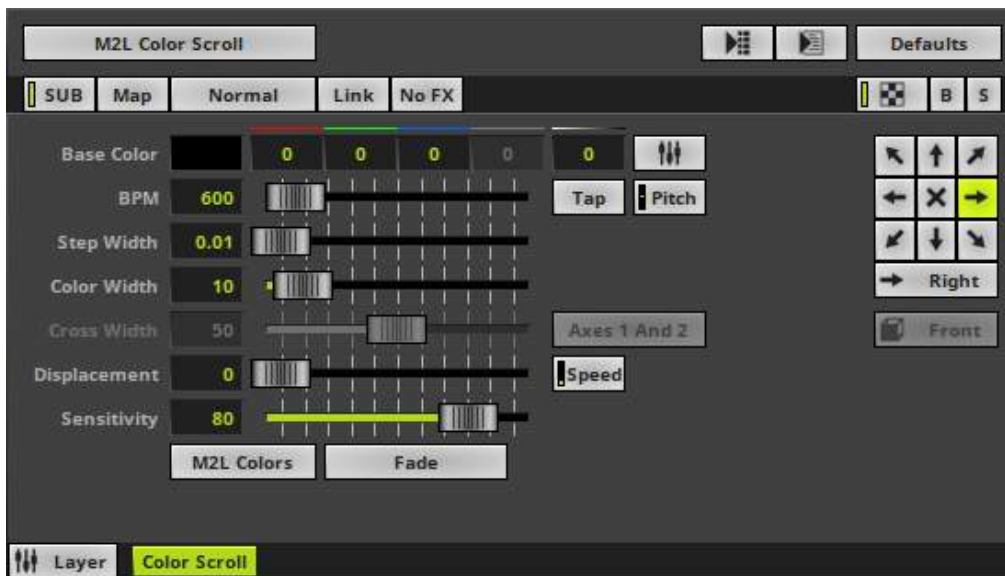 M2L Color Scroll Defaults
SUB Map Normal Link No FX B S
Base Color 0 0 0 0 0
BPM 600 Tap Pitch
Step Width 0.01
Color Width 10 Right
Cross Width 50 Axes 1 And 2 Front
Displacement 0 Speed
Sensitivity 80
M2L Colors Fade
Layer Color Scroll